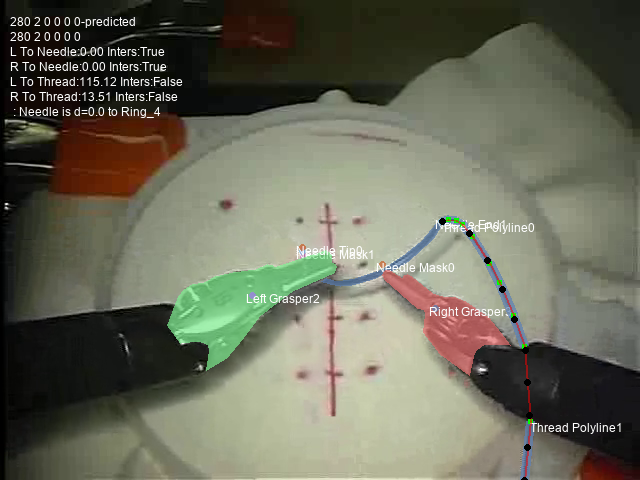 280 2 0 0 0 0-predicted
280 2 0 0 0 0
L To Needle:0.00 Inters:True
R To Needle:0.00 Inters:True
L To Thread:115.12 Inters:False
R To Thread:13.51 Inters:False
: Needle is d=0.0 to Ring_4
Thread Polyline0
Needle Tip0
Needle Mask0
Left Grasper2
Right Grasper.
Thread Polyline1